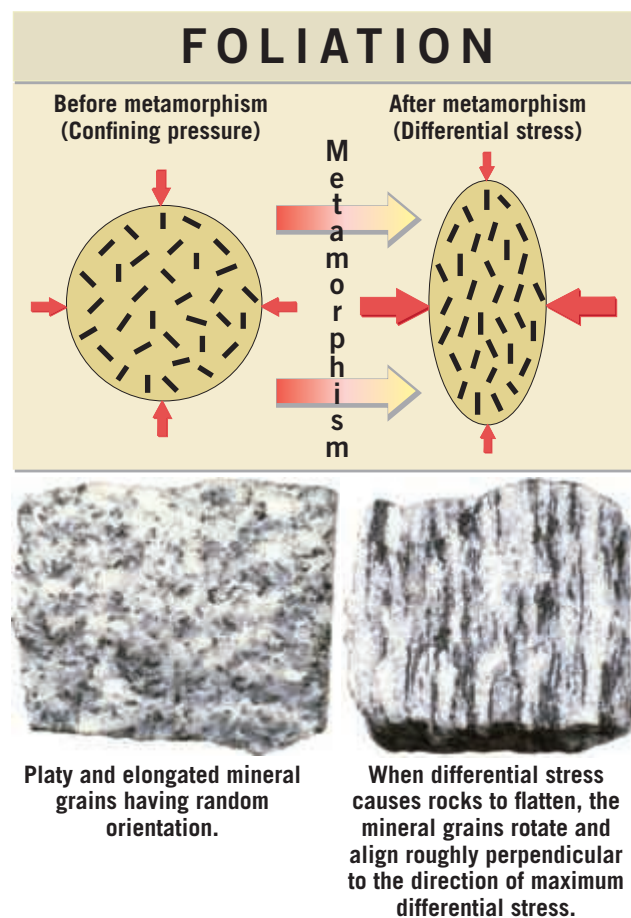 FOLIATION
Before metamorphism
(Confining pressure)
After metamorphism
(Differential stress)
Metamorphism
Platy and elongated mineral
grains having random
orientation.
When differential stress
causes rocks to flatten, the
mineral grains rotate and
align roughly perpendicular
to the direction of maximum
differential stress.